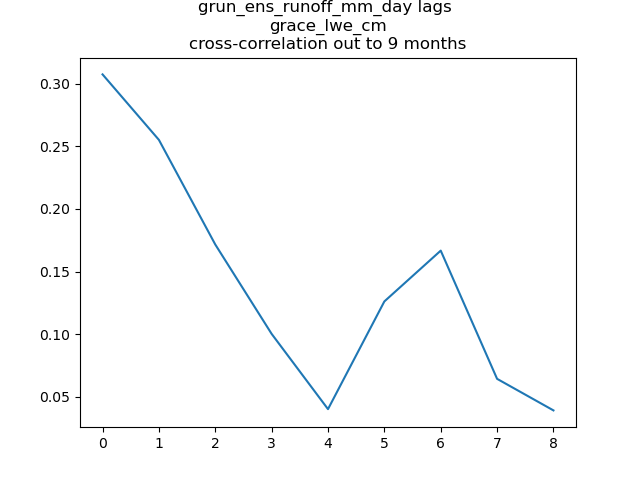 grun_ens_runoff_mm_day lags
grace_lwe_cm
cross-correlation out to 9 months
0.30
0.25
0.20
0.15
0.10
0.05
0 1 2 3 4 5 6 7 8